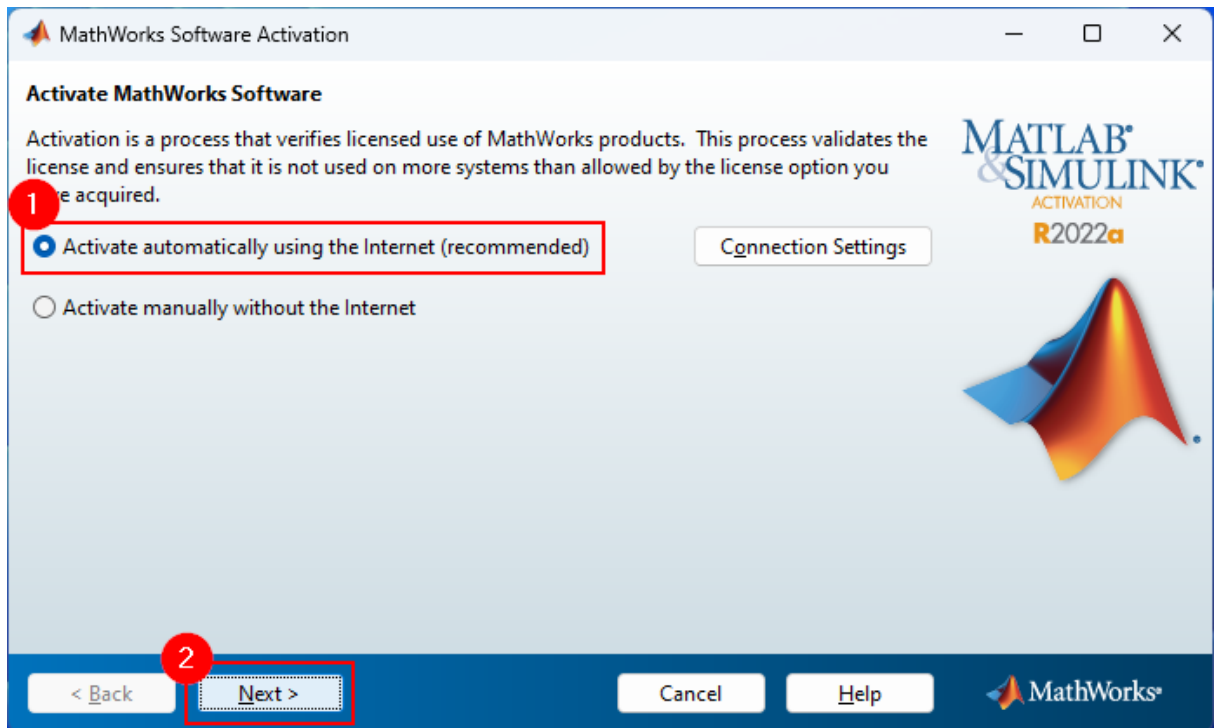 MathWorks Software Activation
Activate MathWorks Software
Activation is a process that verifies licensed use of MathWorks products.  This process validates the
license and ensures that it is not used on more systems than allowed by the license option you
acquired.
1
Activate automatically using the Internet (recommended)
Connection Settings
Activate manually without the Internet
MATLAB®
&SIMULINK®
ACTIVATION
R2022a
2
< Back
Next >
Cancel
Help
MathWorks®